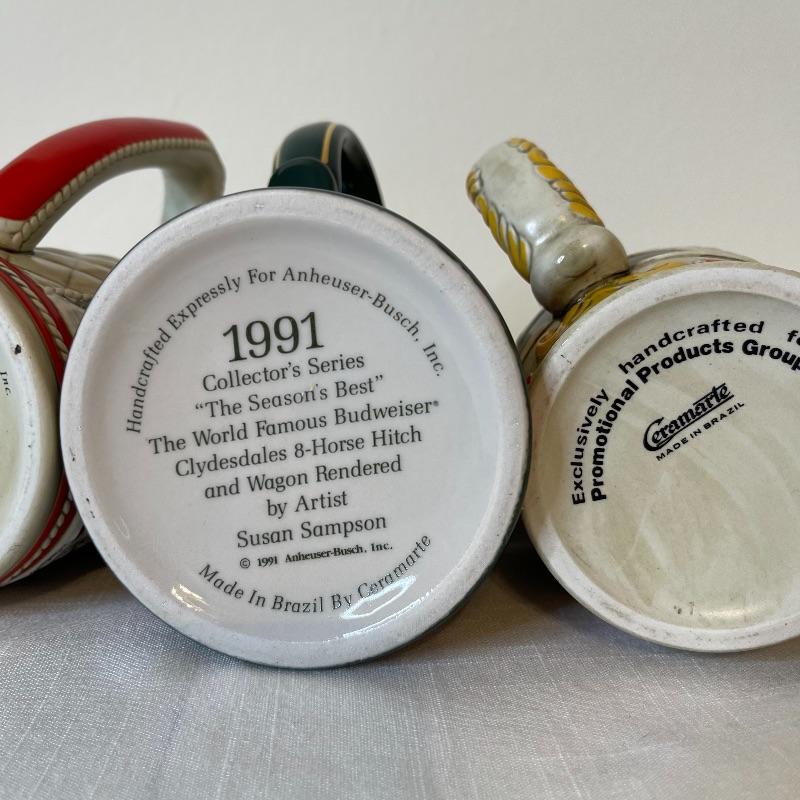 Inc.
Handcrafted Expressly For Anheuser-Busch, Inc.
1991
Collector's Series
"The Season's Best"
The World Famous Budweiser®
Clydesdales 8-Horse Hitch
and Wagon Rendered
by Artist
Susan Sampson
© 1991 Anheuser-Busch, Inc.
Made In Brazil By Ceramarte
Exclusively handcrafted
Promotional Products Group
Ceramarte
MADE IN BRAZIL